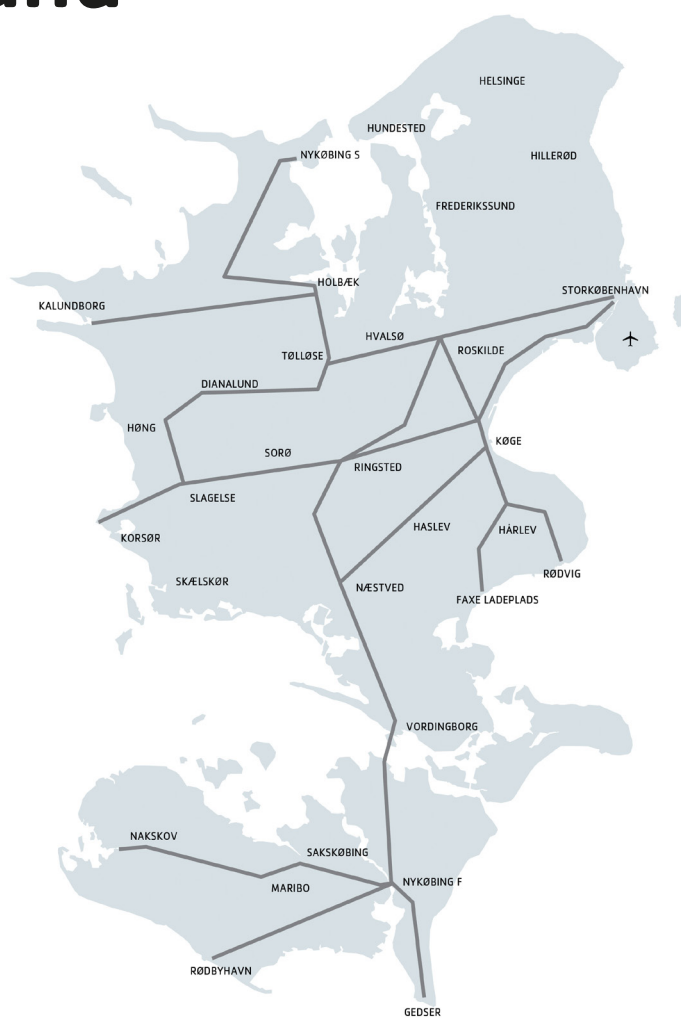 HELSINGE
HUNDESTED
NYKØBING S
HILLERØD
FREDERIKSSUND
HOLBÆK
STORKØBENHAVN
KALUNDBORG
HVALSØ
ROSKILDE
TØLLØSE
DIANALUND
HØNG
KØGE
SORØ
RINGSTED
SLAGELSE
HASLEV
HÅRLEV
KORSØR
RØDVIG
SKÆLSKØR
NÆSTVED
FAXE LADEPLADS
VORDINGBORG
NAKSKOV
SAKSKØBING
NYKØBING F
MARIBO
RØDBYHAVN
GEDSER